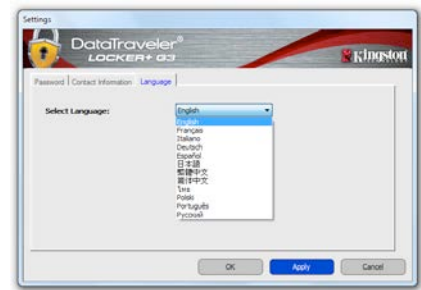 Settings
DataTraveler®
LOCKER+ G3
Kingston
Password Contact Information Language
Select Language:
English
English
Français
Italiano
Deutsch
Español
日本語
繁體中文
简体中文
ไทย
Polski
Português
Русский
OK Apply Cancel